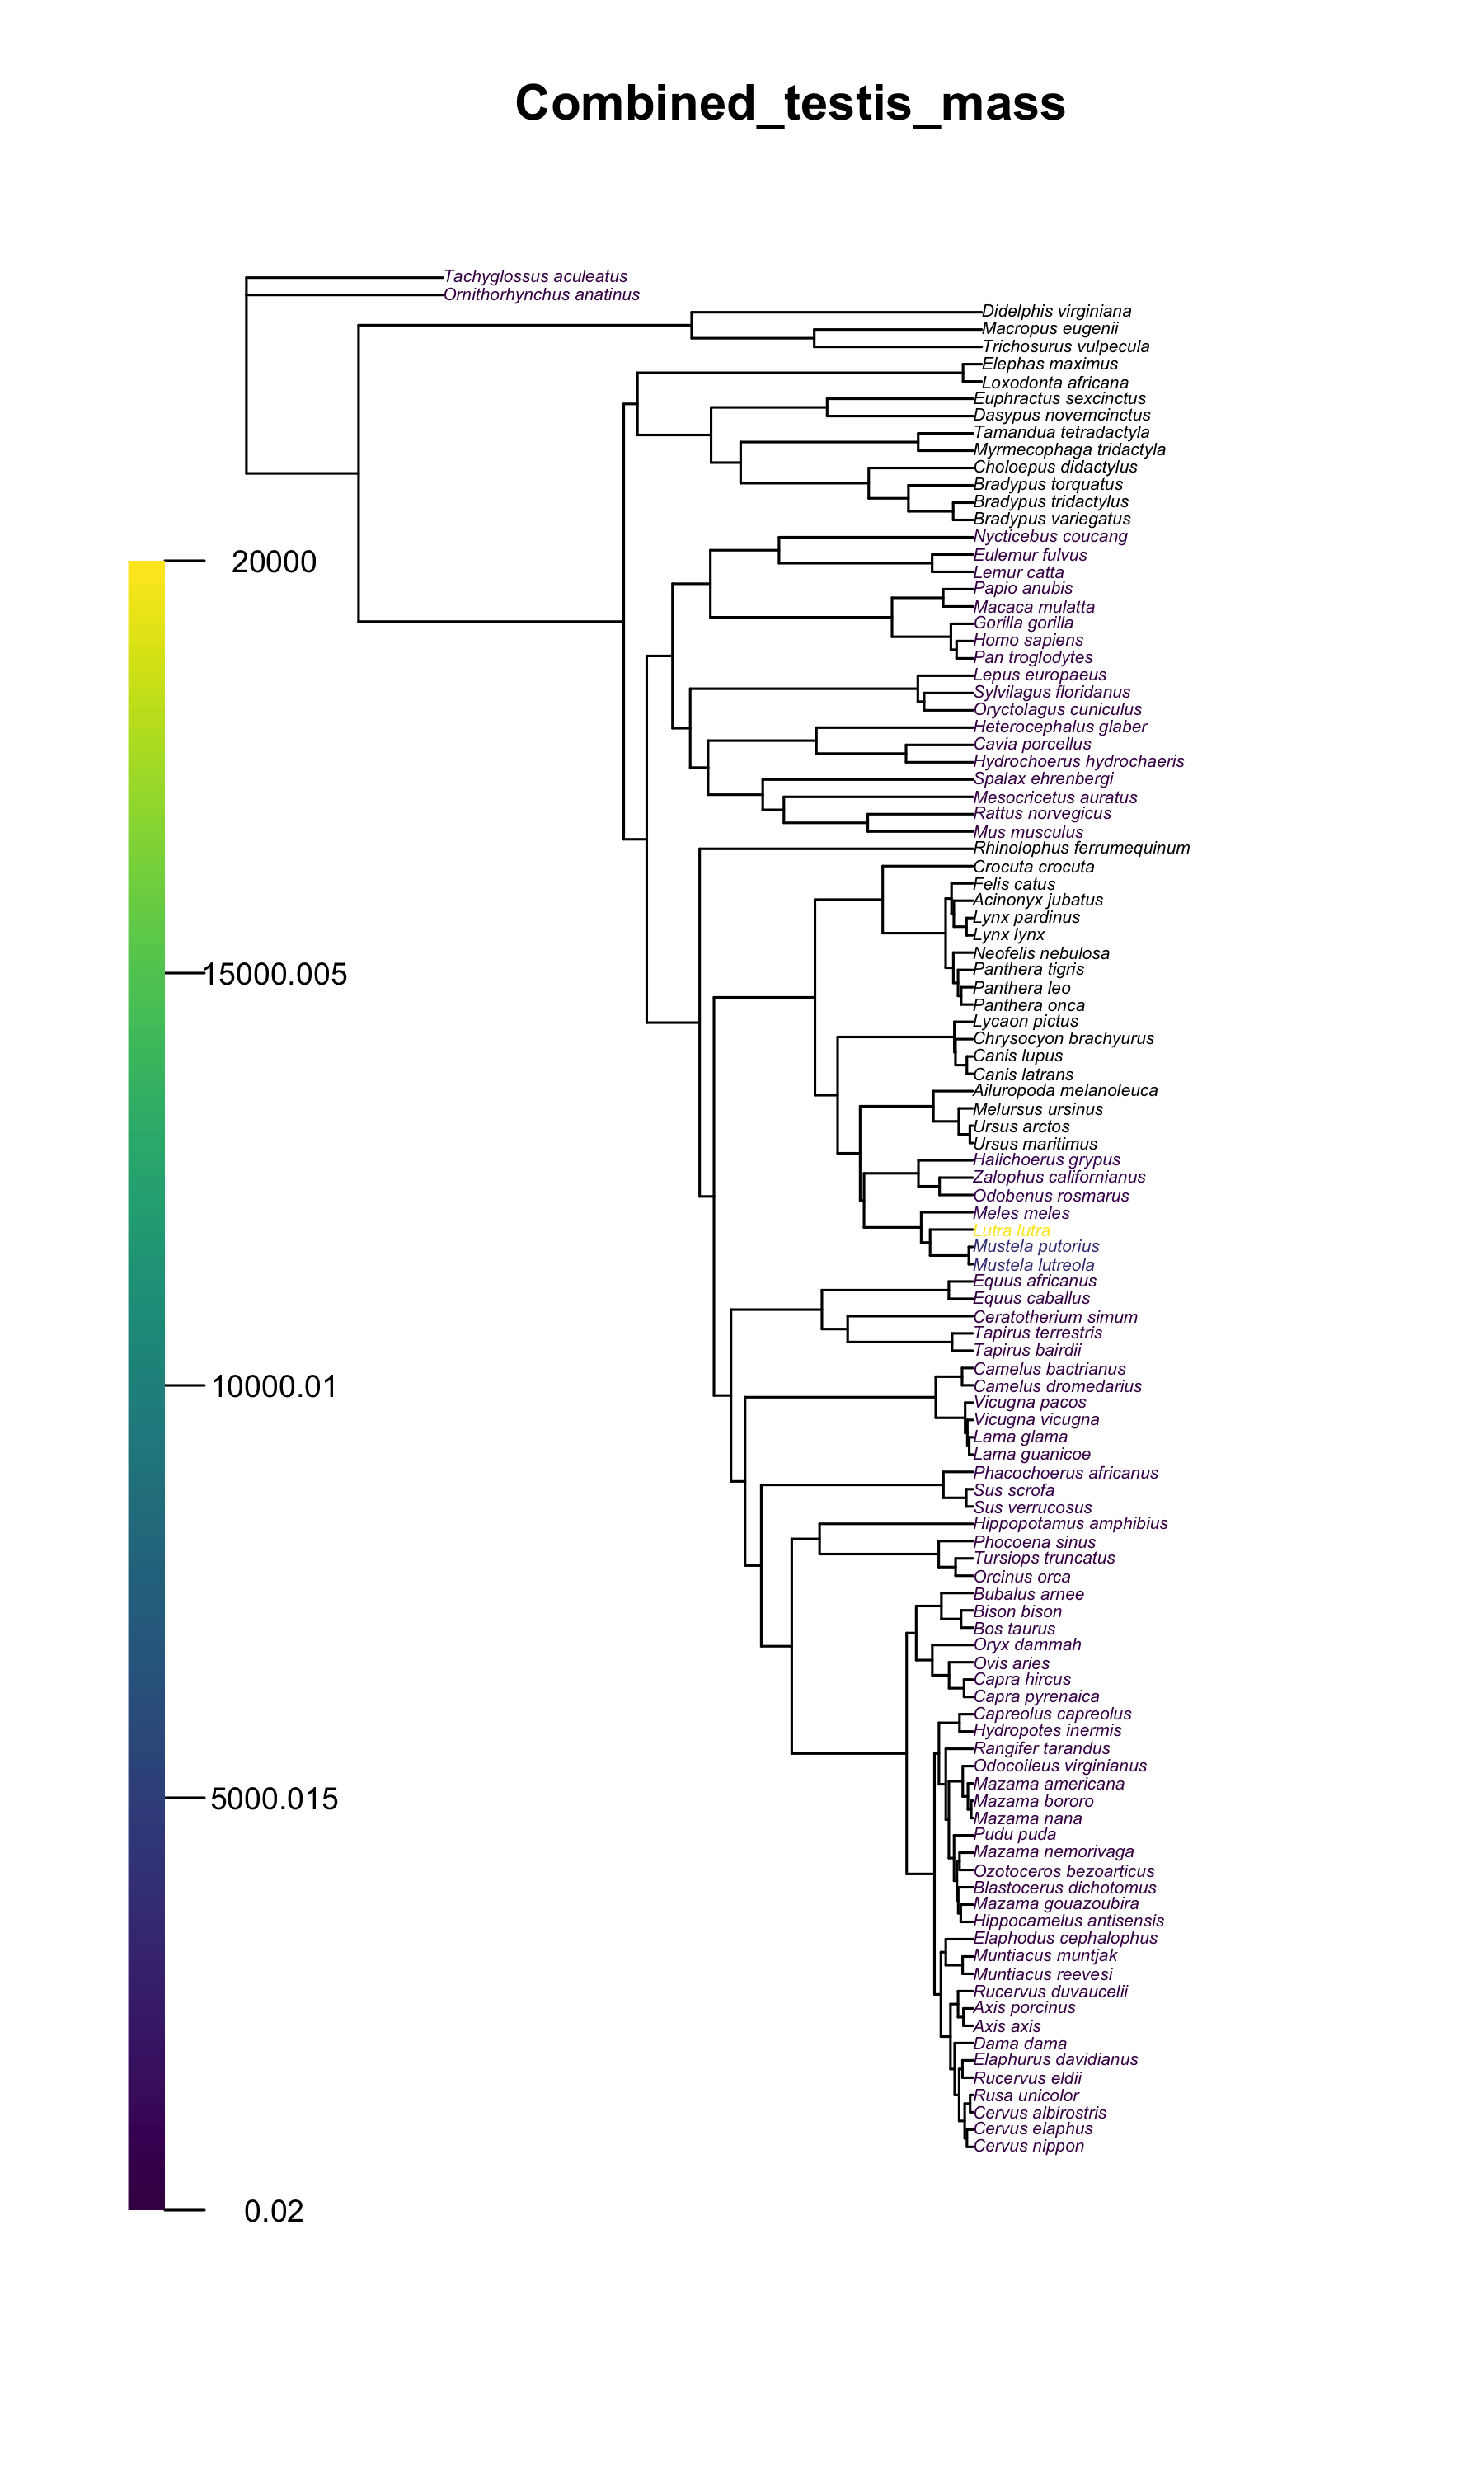 Combined_testis_mass
Tachyglossus aculeatus
Ornithorhynchus anatinus
Didelphis virginiana
Macropus eugenii
Trichosurus vulpecula
Elephas maximus
Loxodonta africana
Euphractus sexcinctus
Dasypus novemcinctus
Tamandua tetradactyla
Myrmecophaga tridactyla
Choloepus didactylus
Bradypus torquatus
Bradypus tridactylus
Bradypus variegatus
Nycticebus coucang
Eulemur fulvus
Lemur catta
Papio anubis
Macaca mulatta
Gorilla gorilla
Homo sapiens
Pan troglodytes
Lepus europaeus
Sylvilagus floridanus
Oryctolagus cuniculus
Heterocephalus glaber
Cavia porcellus
Hydrochoerus hydrochaeris
Spalax ehrenbergi
Mesocricetus auratus
Rattus norvegicus
Mus musculus
Rhinolophus ferrumequinum
Crocuta crocuta
Felis catus
Acinonyx jubatus
Lynx pardinus
Lynx lynx
Neofelis nebulosa
Panthera tigris
Panthera leo
Panthera onca
Lycaon pictus
Chrysocyon brachyurus
Canis lupus
Canis latrans
Ailuropoda melanoleuca
Melursus ursinus
Ursus arctos
Ursus maritimus
Halichoerus grypus
Zalophus californianus
Odobenus rosmarus
Meles meles
Lutra lutra
Mustela putorius
Mustela lutreola
Equus africanus
Equus caballus
Ceratotherium simum
Tapirus terrestris
Tapirus bairdii
Camelus bactrianus
Camelus dromedarius
Vicugna pacos
Vicugna vicugna
Lama glama
Lama guanicoe
Phacochoerus africanus
Sus scrofa
Sus verrucosus
Hippopotamus amphibius
Phocoena sinus
Tursiops truncatus
Orcinus orca
Bubalus arnee
Bison bison
Bos taurus
Oryx dammah
Ovis aries
Capra hircus
Capra pyrenaica
Capreolus capreolus
Hydropotes inermis
Rangifer tarandus
Odocoileus virginianus
Mazama americana
Mazama bororo
Mazama nana
Pudu puda
Mazama nemorivaga
Ozotoceros bezoarticus
Blastocerus dichotomus
Mazama gouazoubira
Hippocamelus antisensis
Elaphodus cephalophus
Muntiacus muntjak
Muntiacus reevesi
Rucervus duvaucelii
Axis porcinus
Axis axis
Dama dama
Elaphurus davidianus
Rucervus eldii
Rusa unicolor
Cervus albirostris
Cervus elaphus
Cervus nippon
20000
15000.005
10000.01
5000.015
0.02